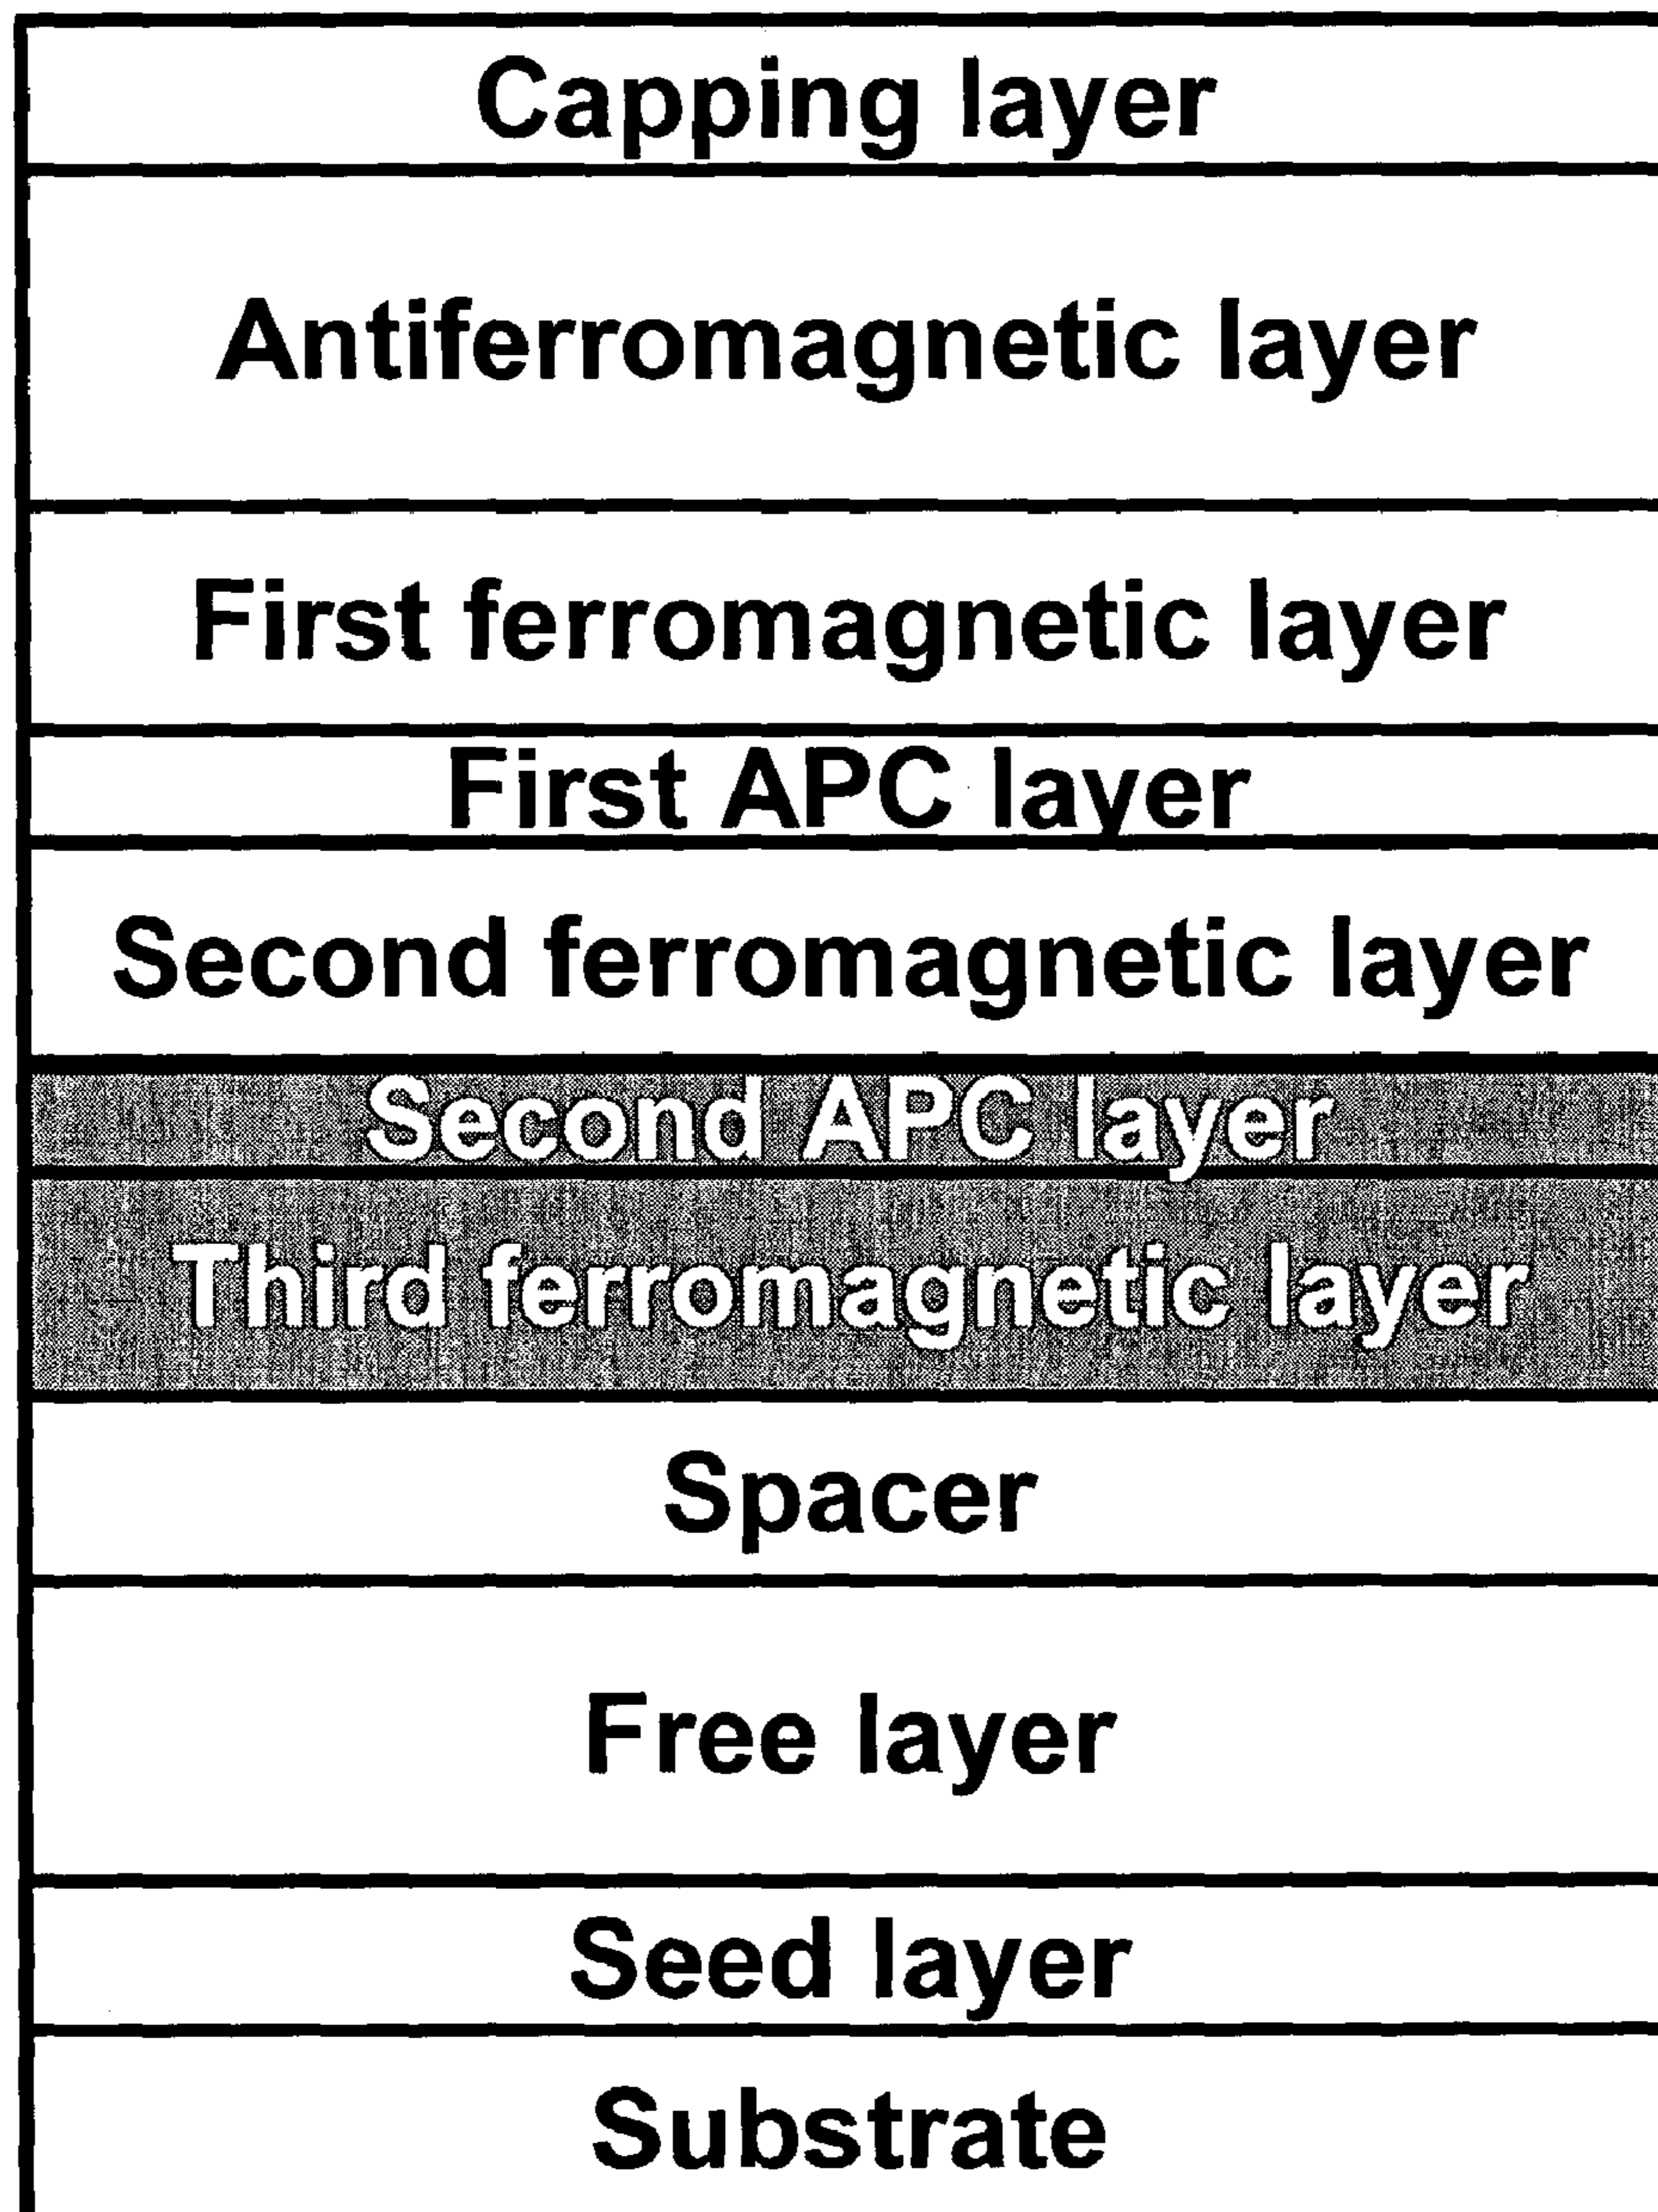 Capping layer
Antiferromagnetic layer
First ferromagnetic layer
First APC layer
Second ferromagnetic layer
Second APC layer
Third ferromagnetic layer
Spacer
Free layer
Seed layer
Substrate